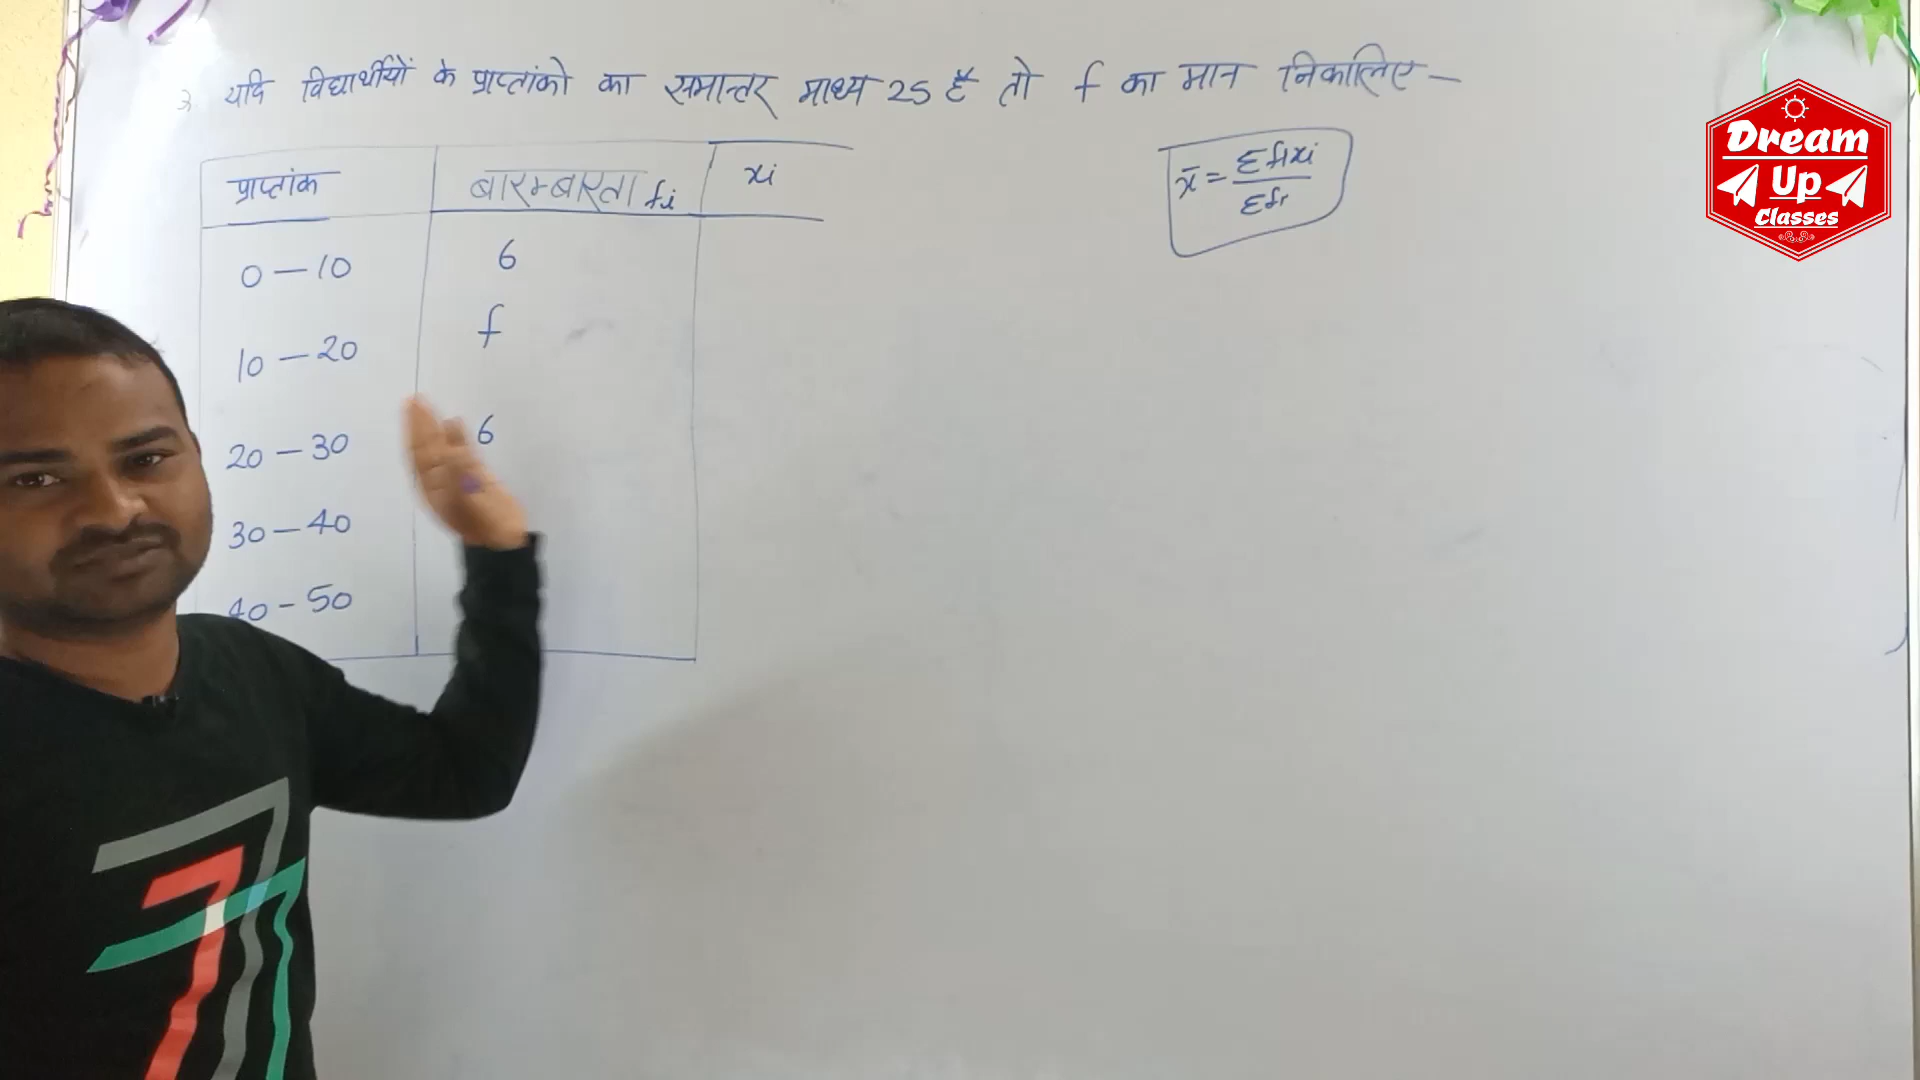 3. यदि विद्यार्थीयों के प्राप्तांको का समान्तर माध्य 25 है तो f का मान निकालिए –
प्राप्तांक बारम्बारता fi xi
x̄ = Σfixi / Σfi
0 – 10 6
10 – 20 f
20 – 30 6
30 – 40
40 – 50
Dream
Up
Classes